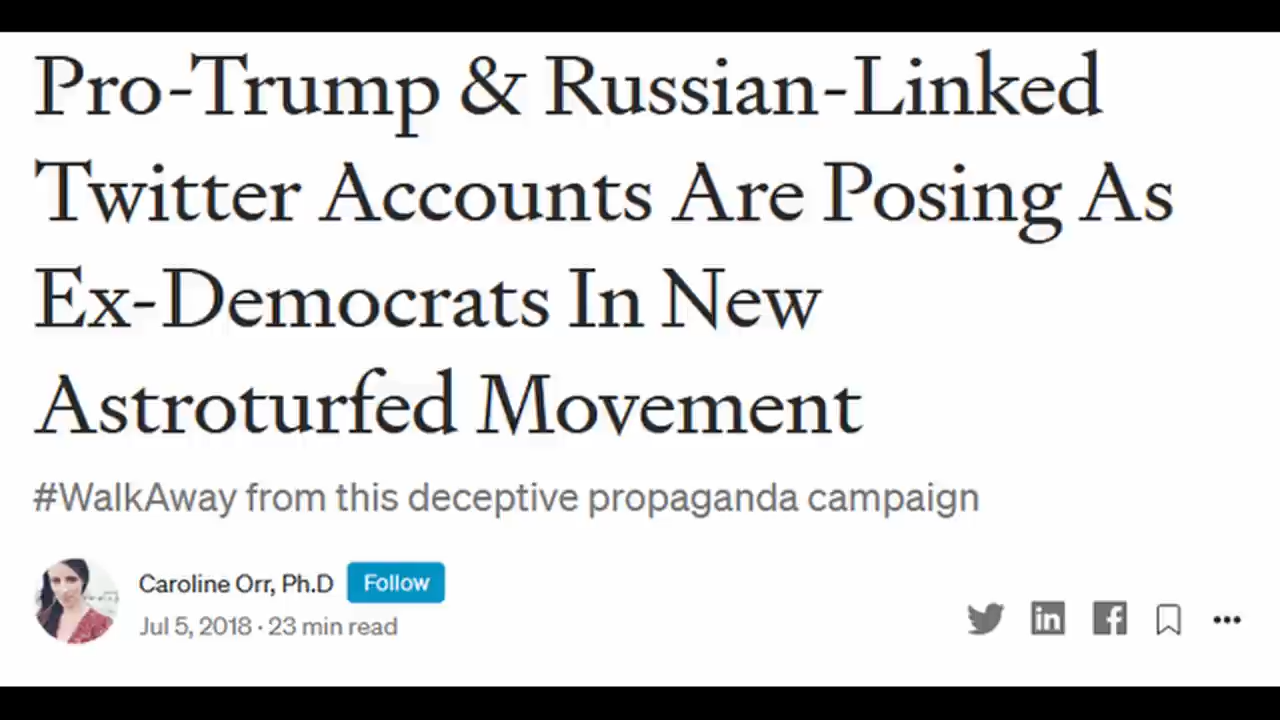 Pro-Trump & Russian-Linked
Twitter Accounts Are Posing As
Ex-Democrats In New
Astroturfed Movement
#WalkAway from this deceptive propaganda campaign
Caroline Orr, Ph.D Follow
Jul 5, 2018 · 23 min read